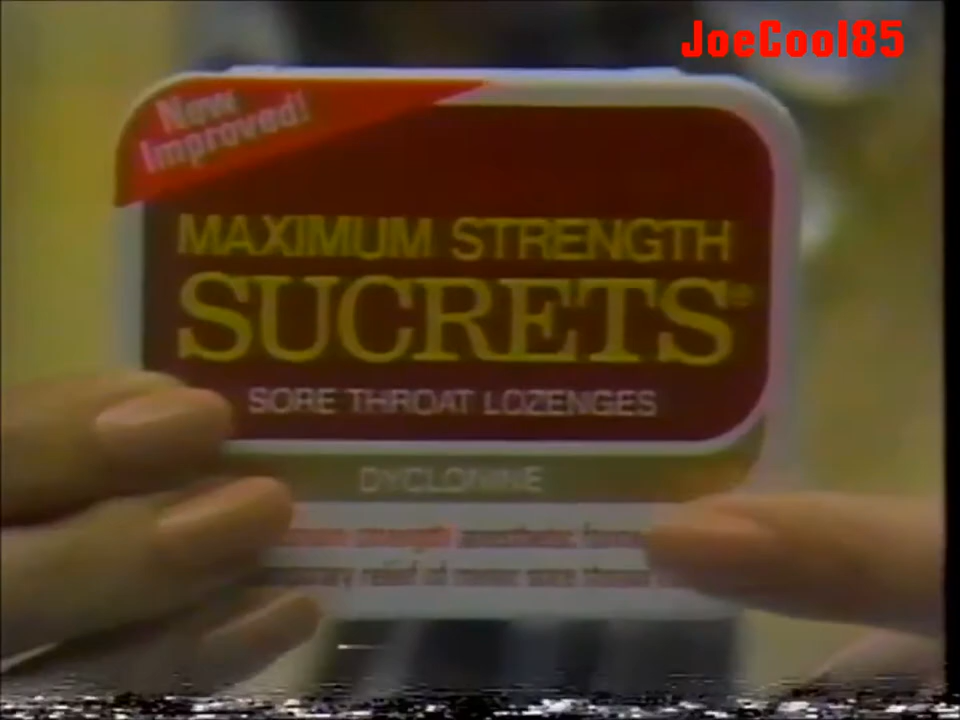 JoeCool85
New
Improved!
MAXIMUM STRENGTH
SUCRETS®
SORE THROAT LOZENGES
DYCLONINE